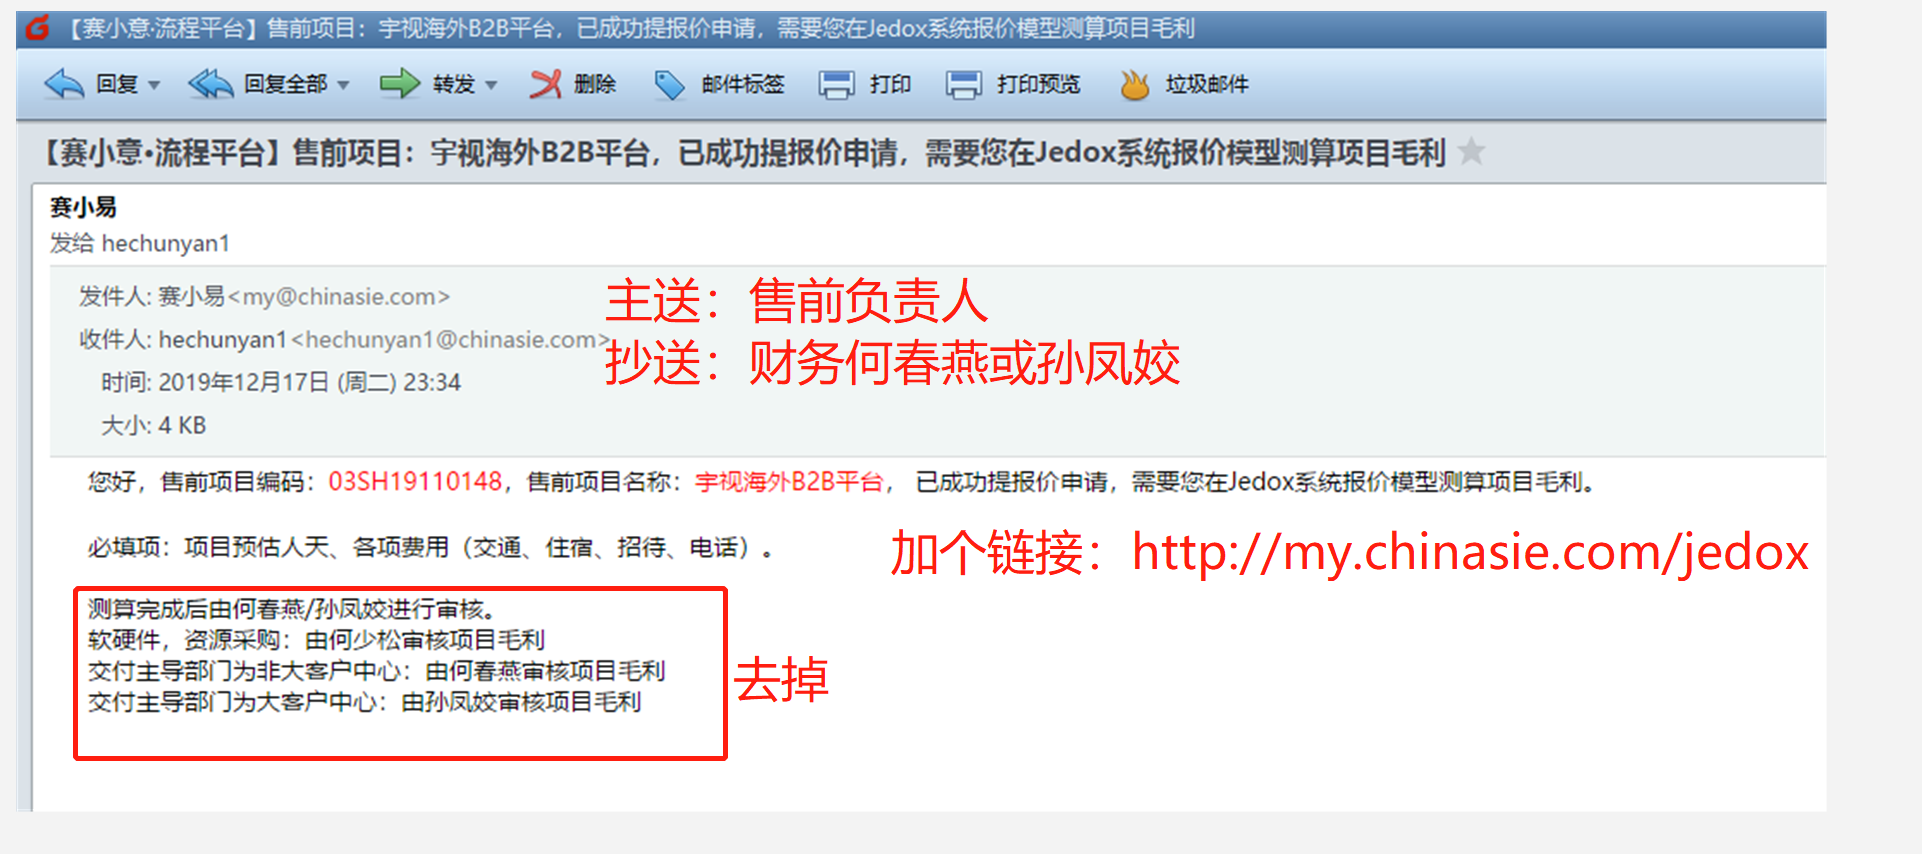 【赛小意·流程平台】售前项目：宇视海外B2B平台，已成功提报价申请，需要您在Jedox系统报价模型测算项目毛利
回复 回复全部 转发 删除 邮件标签 打印 打印预览 垃圾邮件
【赛小意·流程平台】售前项目：宇视海外B2B平台，已成功提报价申请，需要您在Jedox系统报价模型测算项目毛利
赛小易
发给 hechunyan1
发件人: 赛小易<my@chinasie.com>
主送：售前负责人
收件人: hechunyan1<hechunyan1@chinasie.com>
抄送：财务何春燕或孙凤姣
时间: 2019年12月17日 (周二) 23:34
大小: 4 KB
您好，售前项目编码：03SH19110148，售前项目名称：宇视海外B2B平台， 已成功提报价申请，需要您在Jedox系统报价模型测算项目毛利。
必填项：项目预估人天、各项费用（交通、住宿、招待、电话）。
加个链接：http://my.chinasie.com/jedox
测算完成后由何春燕/孙凤姣进行审核。
软硬件，资源采购：由何少松审核项目毛利
交付主导部门为非大客户中心：由何春燕审核项目毛利
去掉
交付主导部门为大客户中心：由孙凤姣审核项目毛利